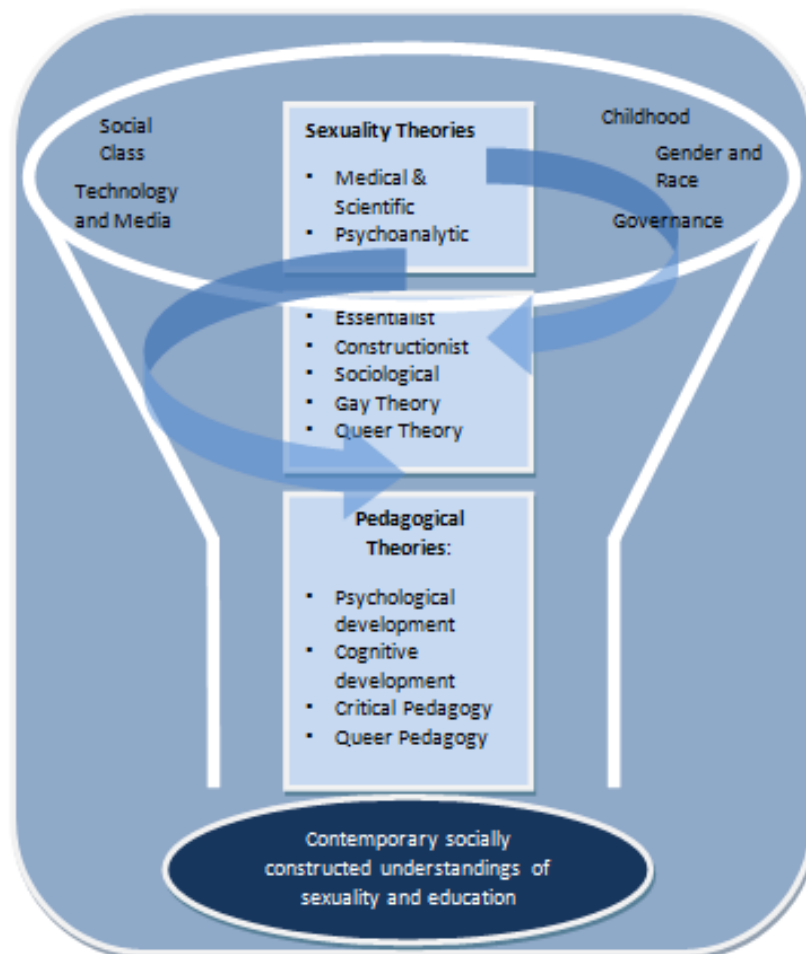 Social
Class
Technology
and Media
Sexuality Theories
• Medical &
Scientific
• Psychoanalytic
Childhood
Gender and
Race
Governance
• Essentialist
• Constructionist
• Sociological
• Gay Theory
• Queer Theory
Pedagogical
Theories:
• Psychological
development
• Cognitive
development
• Critical Pedagogy
• Queer Pedagogy
Contemporary socially
constructed understandings of
sexuality and education